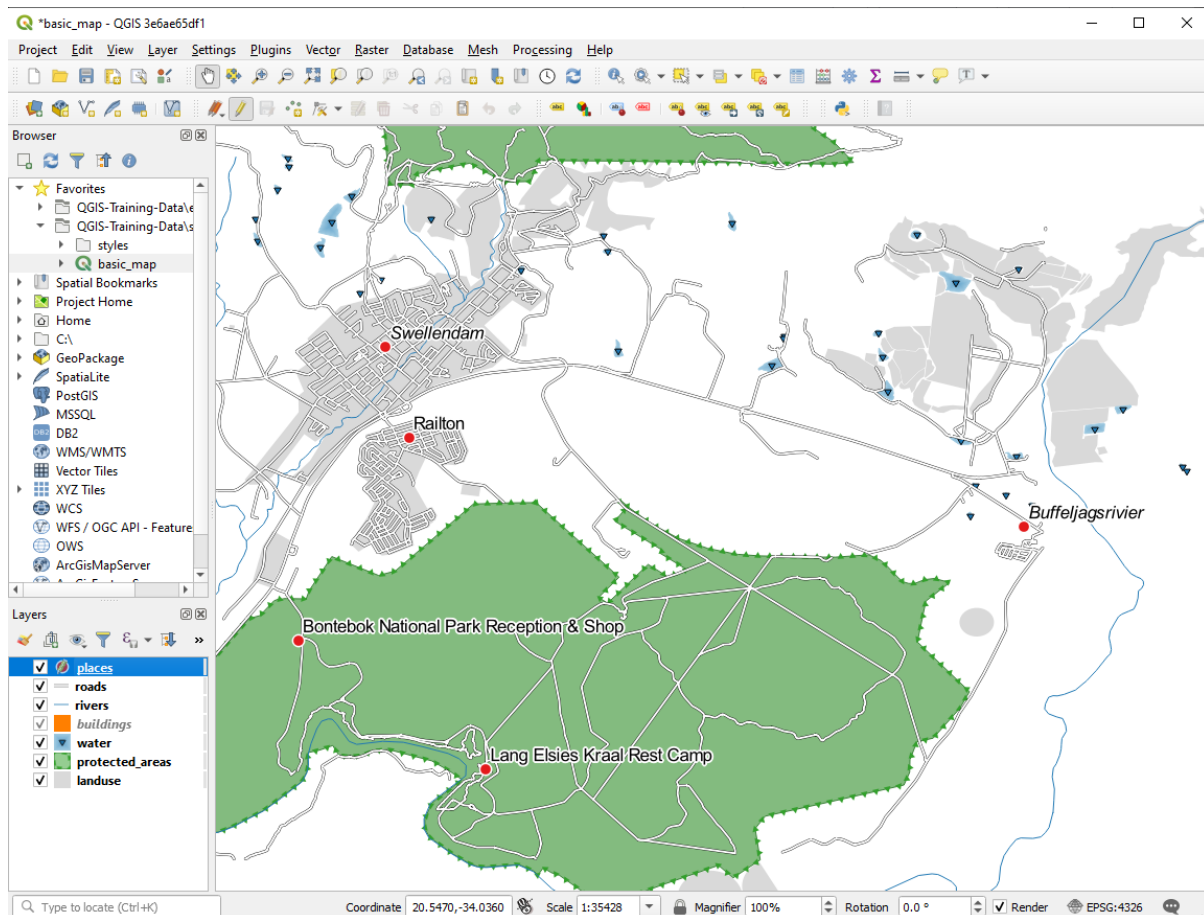 *basic_map - QGIS 3e6ae65df1
Project Edit View Layer Settings Plugins Vector Raster Database Mesh Processing Help
Browser
Favorites
QGIS-Training-Data\e
QGIS-Training-Data\s
styles
basic_map
Spatial Bookmarks
Project Home
Home
C:\
GeoPackage
SpatiaLite
PostGIS
MSSQL
DB2
WMS/WMTS
Vector Tiles
XYZ Tiles
WCS
WFS / OGC API - Feature
OWS
ArcGisMapServer
Layers
places
roads
rivers
buildings
water
protected_areas
landuse
Swellendam
Railton
Buffeljagsrivier
Bontebok National Park Reception & Shop
Lang Elsies Kraal Rest Camp
Type to locate (Ctrl+K) Coordinate 20.5470,-34.0360 Scale 1:35428 Magnifier 100% Rotation 0.0 ° Render EPSG:4326